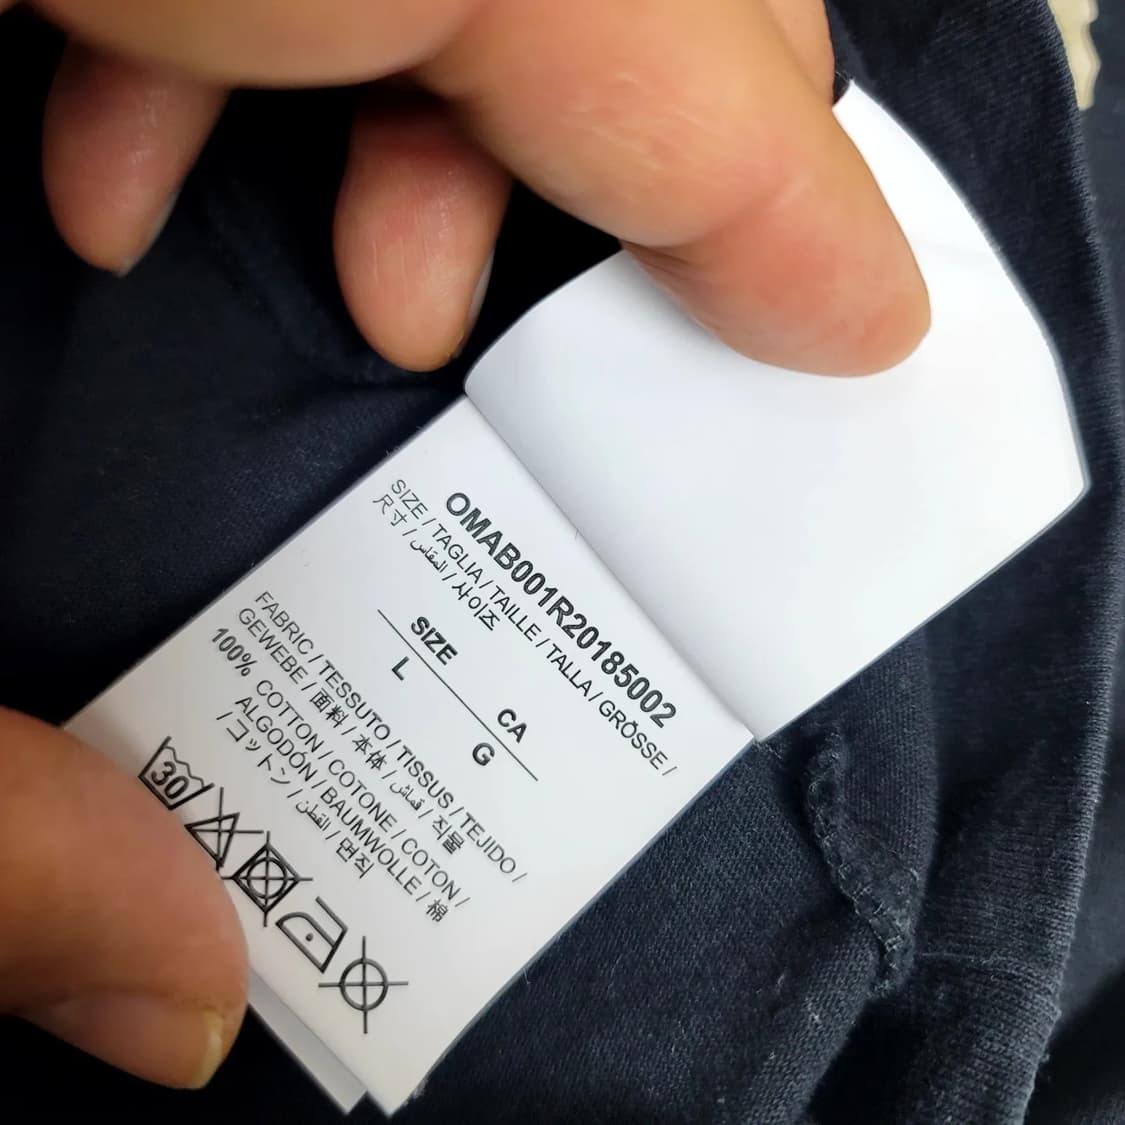 OMAB001R20185002
SIZE / TAGLIA / TAILLE / TALLA / GRÖSSE /
尺寸 / المقاس / 사이즈
SIZE CA
L G
FABRIC / TESSUTO / TISSUS / TEJIDO /
GEWEBE / 面料 / 本体 / قماش / 직물
100% COTTON / COTONE / COTON /
ALGODÓN / BAUMWOLLE / 棉
/ コットン / القطن / 면직
30